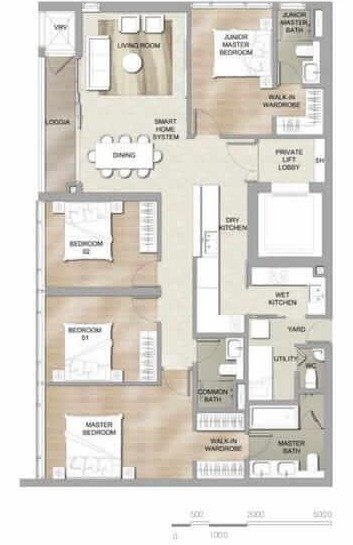 VRV
LIVING ROOM
JUNIOR
MASTER
BEDROOM
JUNIOR
MASTER
BATH
WALK-IN
WARDROBE
LOGGIA
SMART
HOME
SYSTEM
DINING
PRIVATE
LIFT
LOBBY
SH
DRY
KITCHEN
BEDROOM
02
WET
KITCHEN
YARD
BEDROOM
01
UTILITY
WC
COMMON
BATH
MASTER
BEDROOM
WALK-IN
WARDROBE
MASTER
BATH
500
2000
5000
0
1000